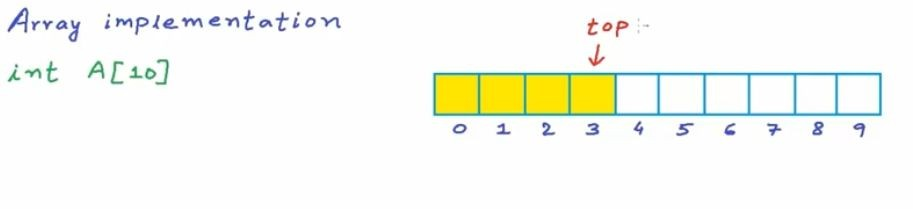 Array implementation
top :-
int A[10]
0 1 2 3 4 5 6 7 8 9